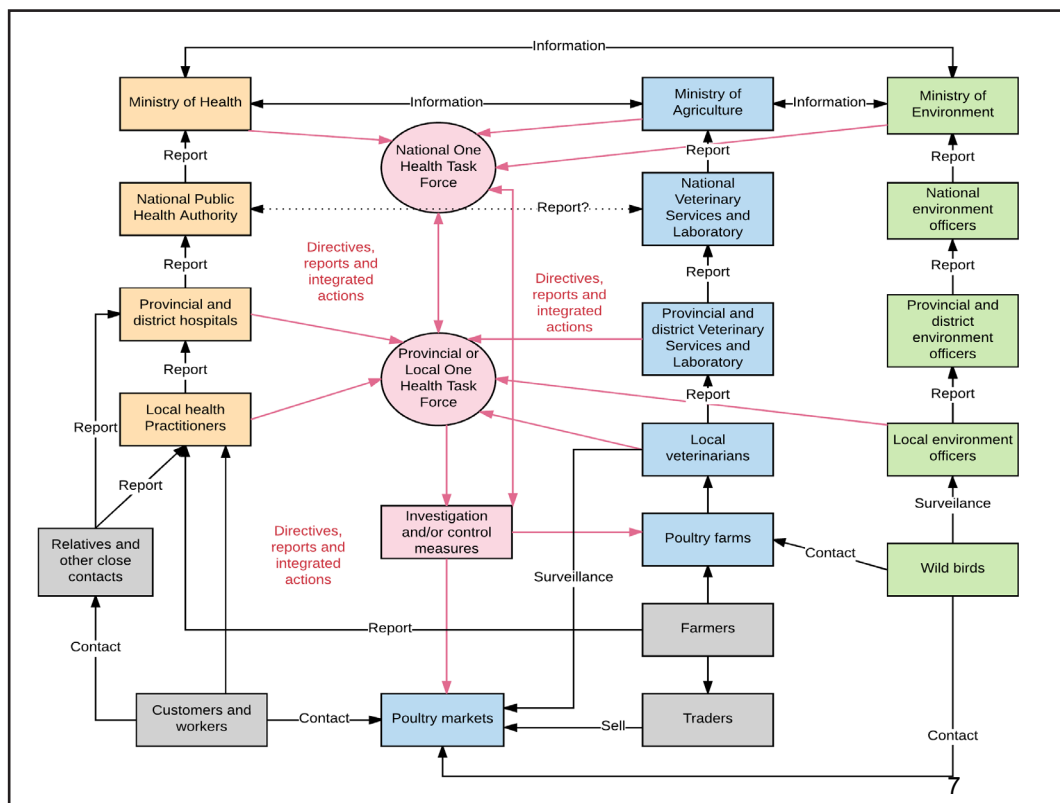 Information
Ministry of Health
Information
Ministry of
Agriculture
Information
Ministry of
Environment
National One
Health Task
Force
Report
Report
Report
National Public
Health Authority
Report?
National
Veterinary
Services and
Laboratory
National
environment
officers
Directives,
reports and
integrated
actions
Report
Directives,
reports and
integrated
actions
Report
Report
Provincial and
district hospitals
Provincial and
district Veterinary
Services and
Laboratory
Provincial and
district
environment
officers
Provincial or
Local One
Health Task
Force
Report
Report
Report
Local health
Practitioners
Report
Local
veterinarians
Local environment
officers
Report
Surveilance
Investigation
and/or control
measures
Directives,
reports and
integrated
actions
Poultry farms
Relatives and
other close
contacts
Contact
Wild birds
Surveillance
Report
Farmers
Contact
Customers and
workers
Contact
Poultry markets
Sell
Traders
Contact
7